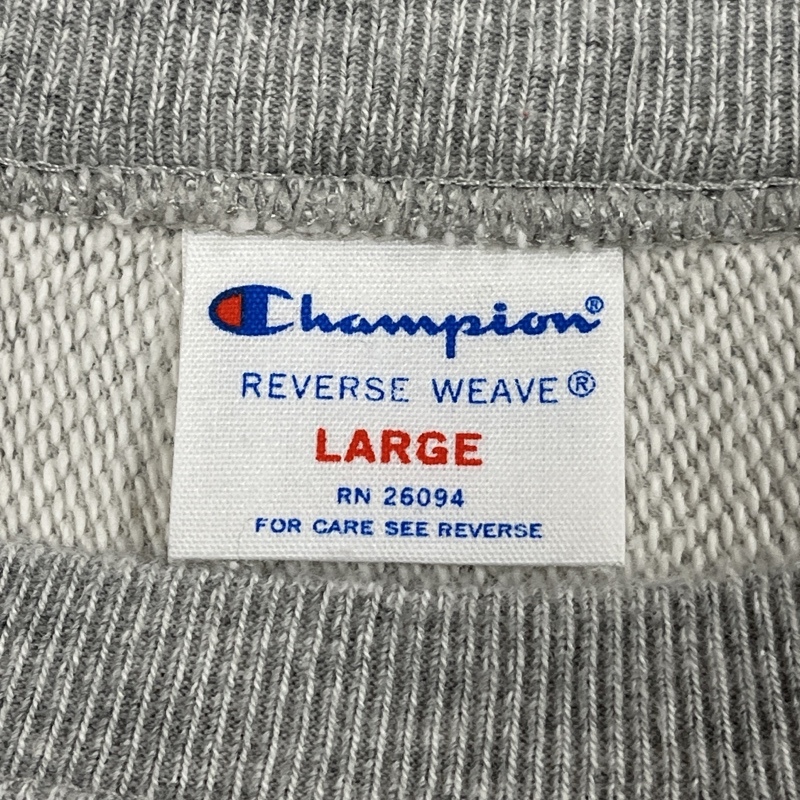 Champion®
REVERSE WEAVE®
LARGE
RN 26094
FOR CARE SEE REVERSE